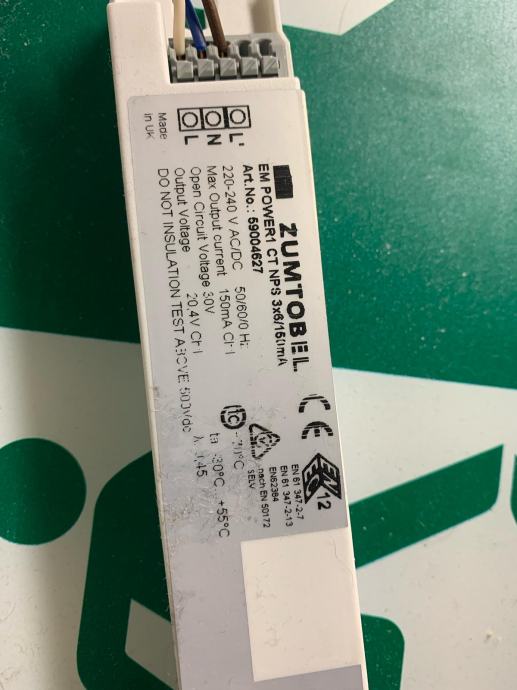 ZUMTOBEL
EM POWER1 CT NPS 3x6/150mA
Art.No.: 59004627
220-240 V AC/DC 50/60/0 Hz
Max Output current 150mA CH 1
Open Circuit Voltage 30V
Output Voltage 20,4V CH 1
DO NOT INSULATION TEST ABOVE 500Vdc
L'
N
L
Made
in UK
EN 61 347-2-7
EN 61 347-2-13
EN62384
nach EN 50172
SELV
12
tc
ta
+55°C
CE